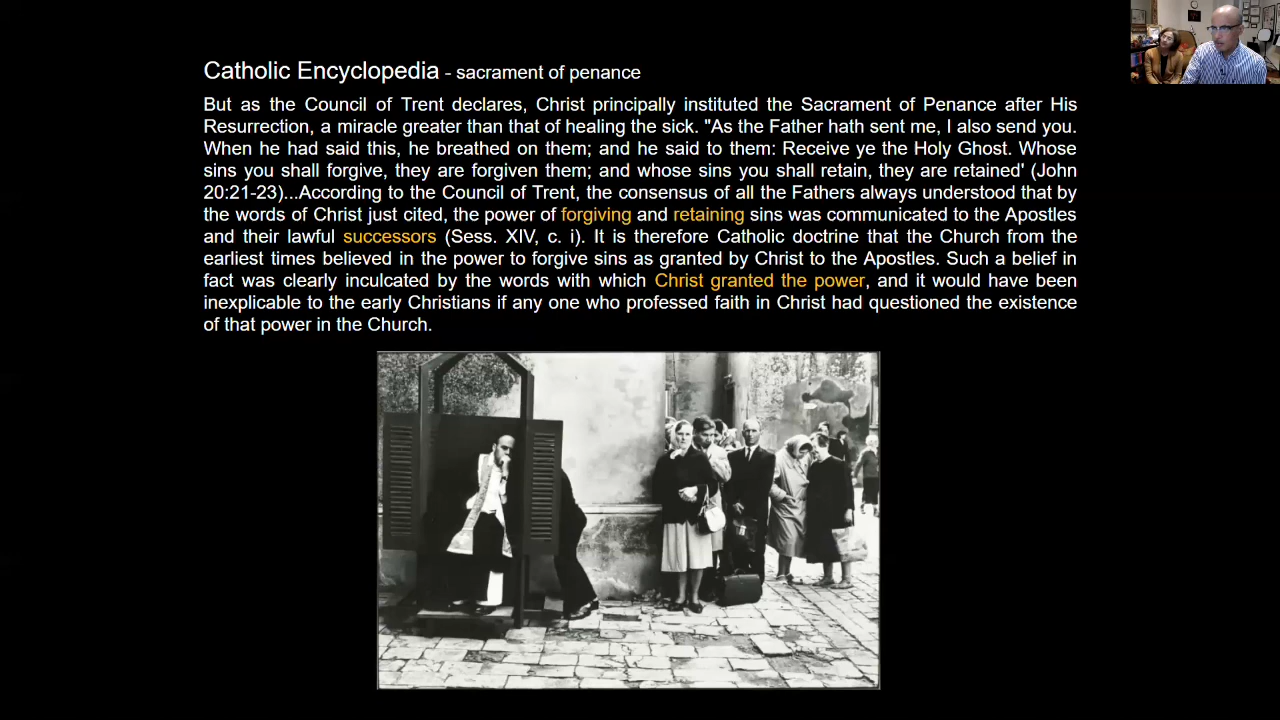 Catholic Encyclopedia - sacrament of penance
But as the Council of Trent declares, Christ principally instituted the Sacrament of Penance after His
Resurrection, a miracle greater than that of healing the sick. "As the Father hath sent me, I also send you.
When he had said this, he breathed on them; and he said to them: Receive ye the Holy Ghost. Whose
sins you shall forgive, they are forgiven them; and whose sins you shall retain, they are retained' (John
20:21-23)...According to the Council of Trent, the consensus of all the Fathers always understood that by
the words of Christ just cited, the power of forgiving and retaining sins was communicated to the Apostles
and their lawful successors (Sess. XIV, c. i). It is therefore Catholic doctrine that the Church from the
earliest times believed in the power to forgive sins as granted by Christ to the Apostles. Such a belief in
fact was clearly inculcated by the words with which Christ granted the power, and it would have been
inexplicable to the early Christians if any one who professed faith in Christ had questioned the existence
of that power in the Church.